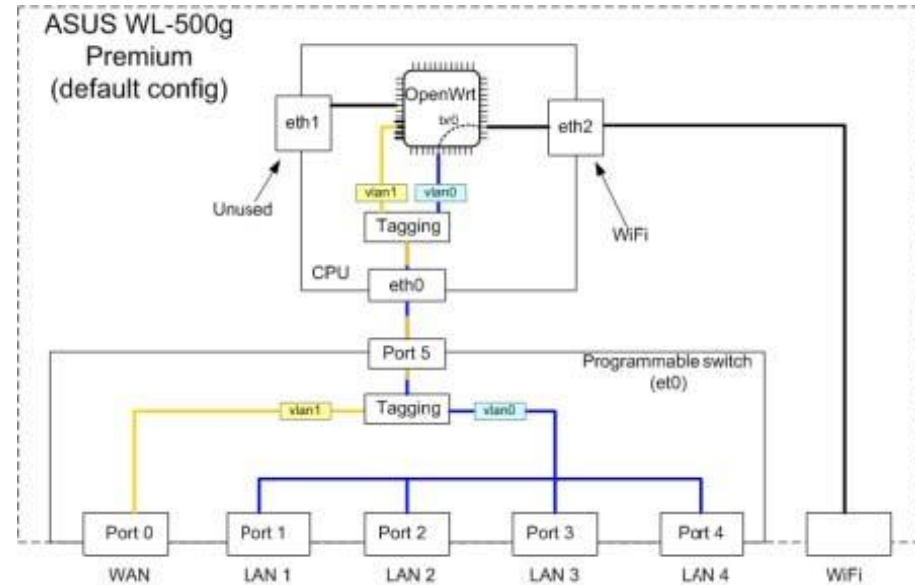 ASUS WL-500g
Premium
(default config)
OpenWrt
br0
eth1
eth2
vlan1
vlan0
Unused
Tagging
WiFi
CPU
eth0
Port 5
Programmable switch
(et0)
vlan1
Tagging
vlan0
Port 0
Port 1
Port 2
Port 3
Port 4
WAN
LAN 1
LAN 2
LAN 3
LAN 4
WiFi